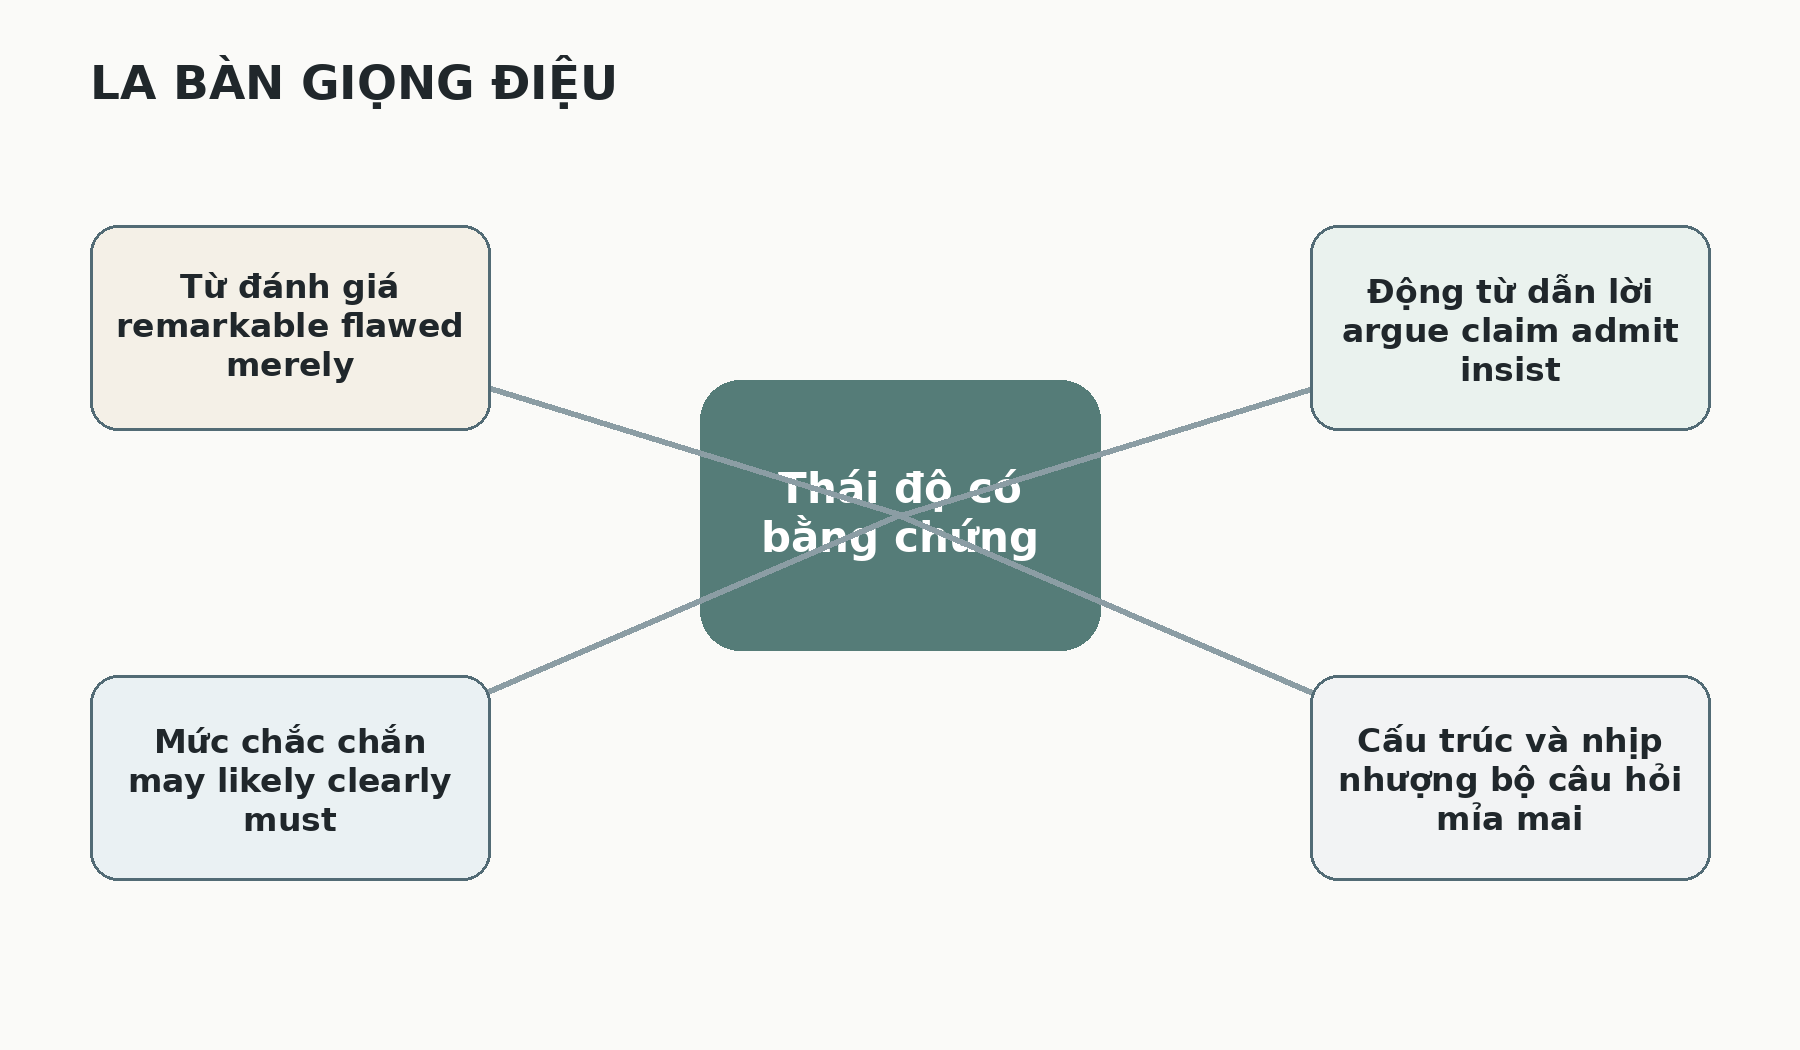 LA BÀN GIỌNG ĐIỆU
Từ đánh giá
remarkable flawed
merely
Động từ dẫn lời
argue claim admit
insist
Thái độ có
bằng chứng
Mức chắc chắn
may likely clearly
must
Cấu trúc và nhịp
nhượng bộ câu hỏi
mỉa mai